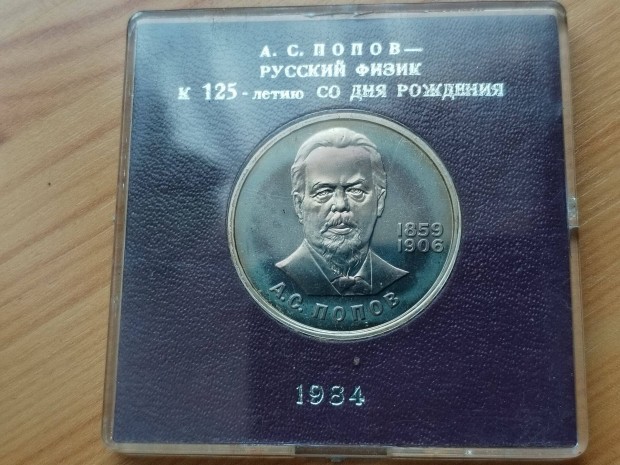 А. С. ПОПОВ—
РУССКИЙ ФИЗИК
К 125-летию СО ДНЯ РОЖДЕНИЯ
1859
1906
А.С. ПОПОВ
1984